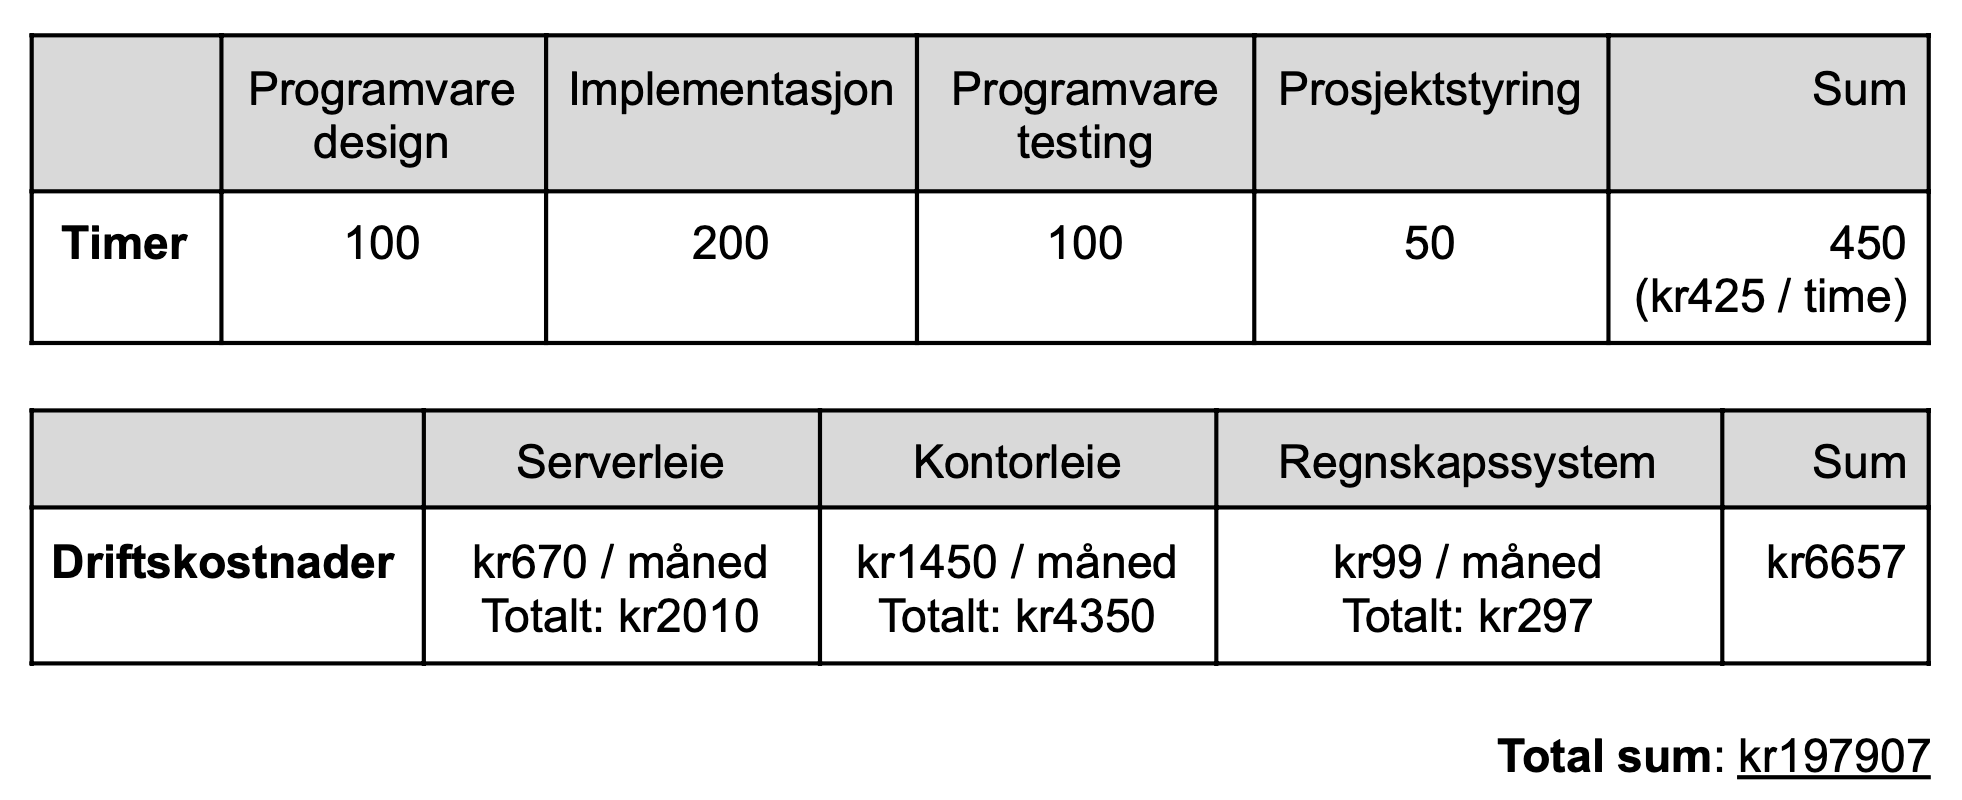 Programvare design
Implementasjon
Programvare testing
Prosjektstyring
Sum
Timer
100
200
100
50
450
(kr425 / time)
Serverleie
Kontorleie
Regnskapssystem
Sum
Driftskostnader
kr670 / måned
Totalt: kr2010
kr1450 / måned
Totalt: kr4350
kr99 / måned
Totalt: kr297
kr6657
Total sum: kr197907